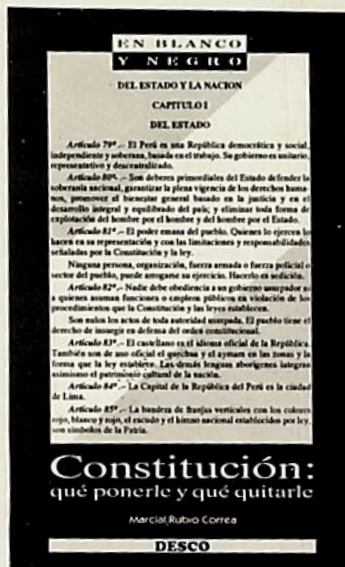 EN BLANCO
Y NEGRO
DEL ESTADO Y LA NACION
CAPITULO I
DEL ESTADO
Artículo 79º.- El Perú es una República democrática y social,
independiente y soberana, basada en el trabajo. Su gobierno es unitario,
representativo y descentralizado.
Artículo 80º.- Son deberes primordiales del Estado defender la
soberanía nacional, garantizar la plena vigencia de los derechos huma-
nos, promover el bienestar general basado en la justicia y en el
desarrollo integral y equilibrado del país; y eliminar toda forma de
explotación del hombre por el hombre y del hombre por el Estado.
Artículo 81º.- El poder emana del pueblo. Quienes lo ejercen lo
hacen en su representación y con las limitaciones y responsabilidades
señaladas por la Constitución y la ley.
Ninguna persona, organización, fuerza armada o fuerza policial o
sector del pueblo, puede arrogarse su ejercicio. Hacerlo es sedición.
Artículo 82º.- Nadie debe obediencia a un gobierno usurpador ni
a quienes asuman funciones o empleos públicos en violación de los
procedimientos que la Constitución y las leyes establecen.
Son nulos los actos de toda autoridad usurpada. El pueblo tiene el
derecho de insurgir en defensa del orden constitucional.
Artículo 83º.- El castellano es el idioma oficial de la República.
También son de uso oficial el quechua y el aymara en las zonas y la
forma que la ley establece. Las demás lenguas aborígenes integran
asimismo el patrimonio cultural de la nación.
Artículo 84º.- La Capital de la República del Perú es la ciudad
de Lima.
Artículo 85º.- La bandera de franjas verticales con los colores
rojo, blanco y rojo, el escudo y el himno nacional establecidos por ley,
son símbolos de la Patria.
Constitución:
qué ponerle y qué quitarle
Marcial Rubio Correa
DESCO